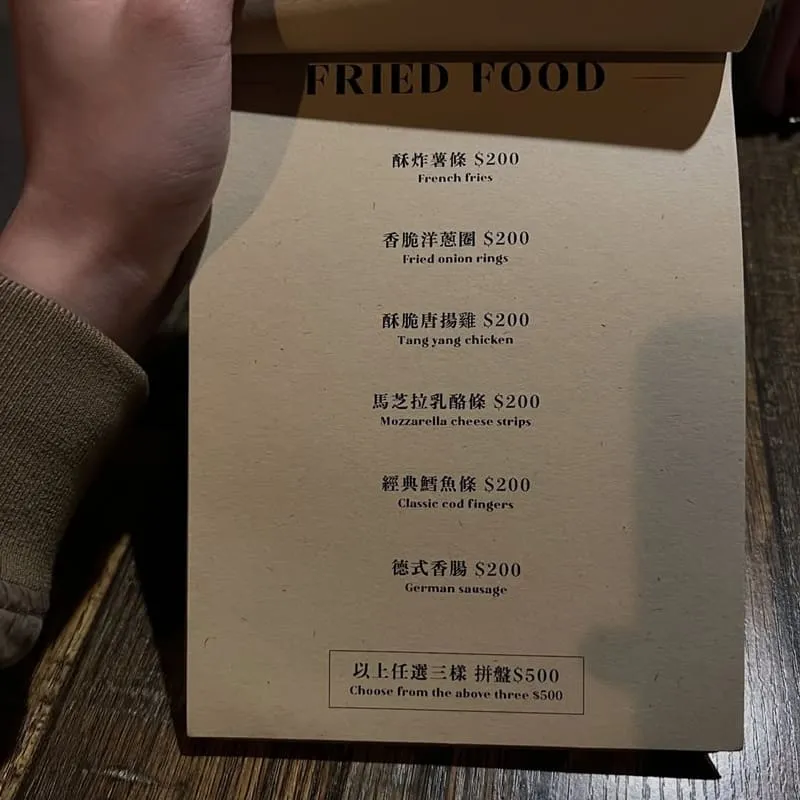 FRIED FOOD
酥炸薯條 $200
French fries
香脆洋蔥圈 $200
Fried onion rings
酥脆唐揚雞 $200
Tang yang chicken
馬芝拉乳酪條 $200
Mozzarella cheese strips
經典鱈魚條 $200
Classic cod fingers
德式香腸 $200
German sausage
以上任選三樣 拼盤$500
Choose from the above three $500